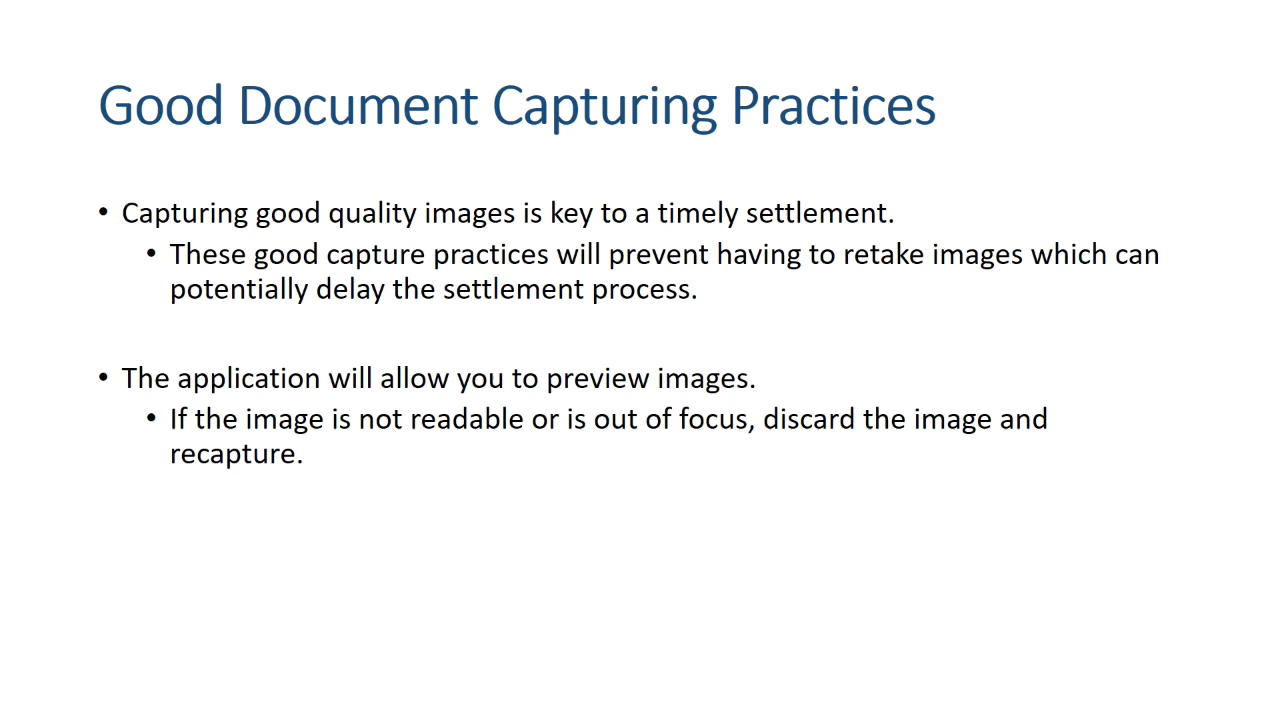 Good Document Capturing Practices
• Capturing good quality images is key to a timely settlement.
• These good capture practices will prevent having to retake images which can
potentially delay the settlement process.
• The application will allow you to preview images.
• If the image is not readable or is out of focus, discard the image and
recapture.